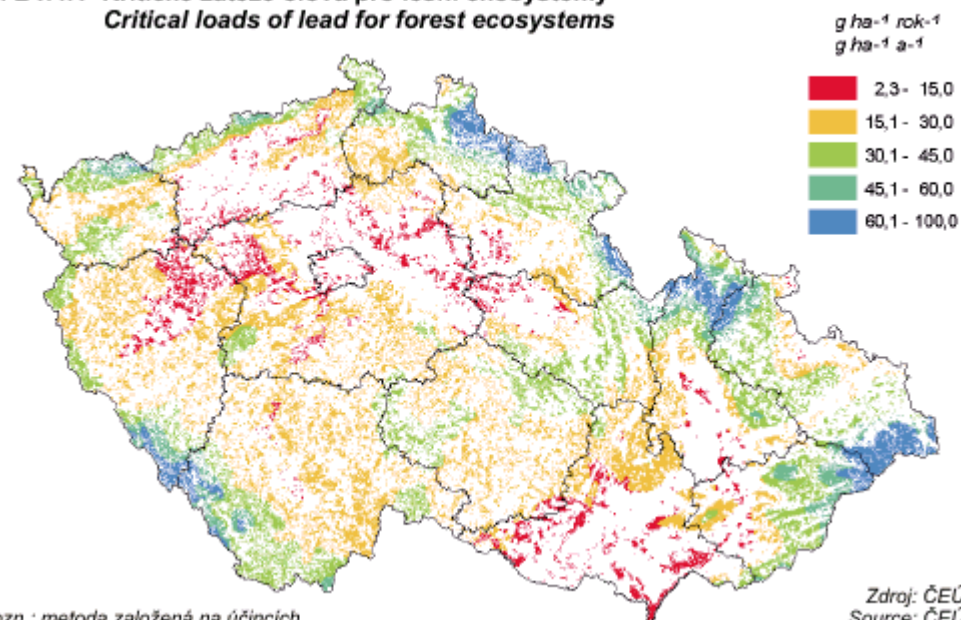 Critical loads of lead for forest ecosystems
g ha-¹ rok-¹
g ha-¹ a-¹
2,3 - 15,0
15,1 - 30,0
30,1 - 45,0
45,1 - 60,0
60,1 - 100,0
Zdroj: ČEÚ
Source: ČEÚ
metoda založená na účincích